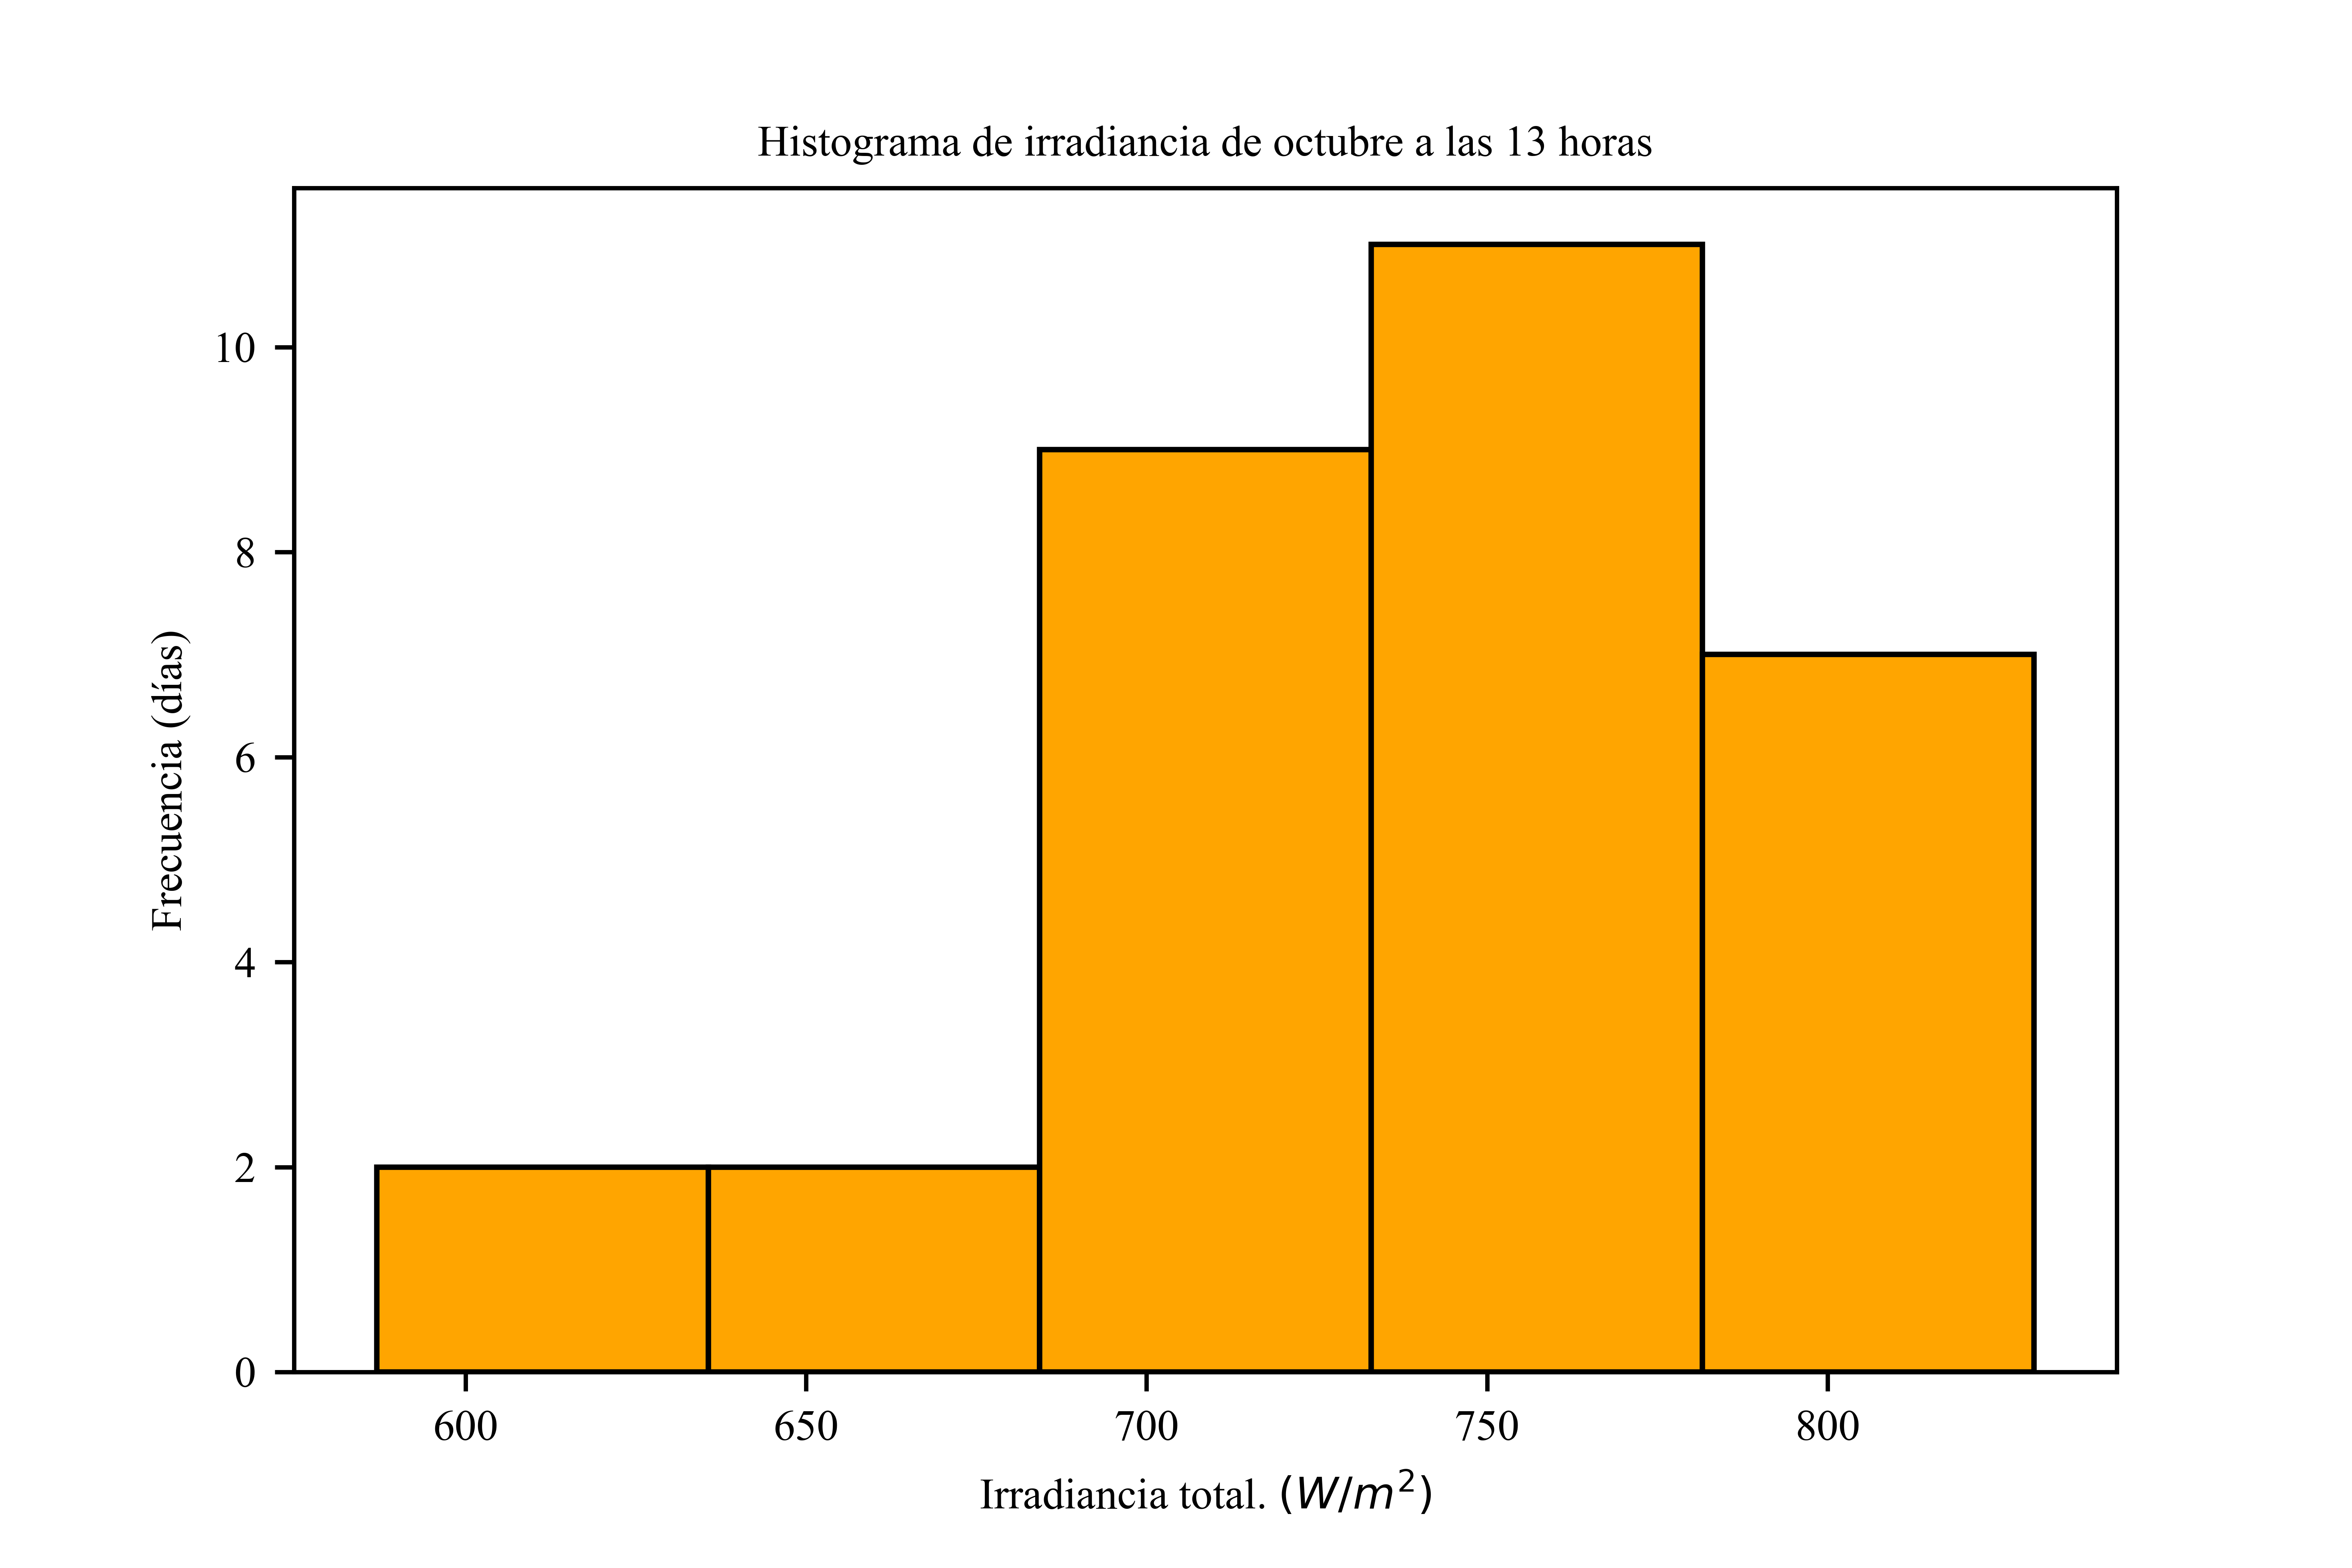 Histograma de irradiancia de octubre a las 13 horas
Frecuencia (días)
10
8
6
4
2
0
600 650 700 750 800
Irradiancia total. (W/m²)